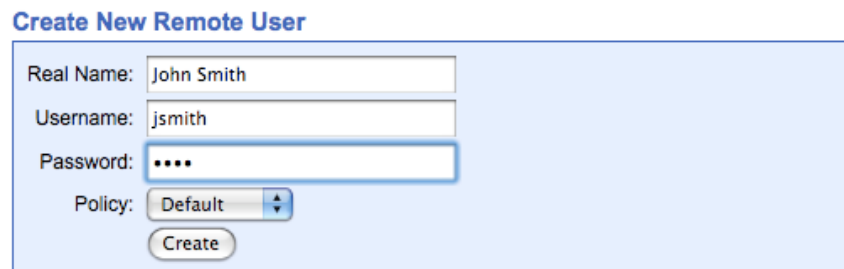 Create New Remote User
Real Name: John Smith
Username: jsmith
Password: ••••
Policy: Default
Create